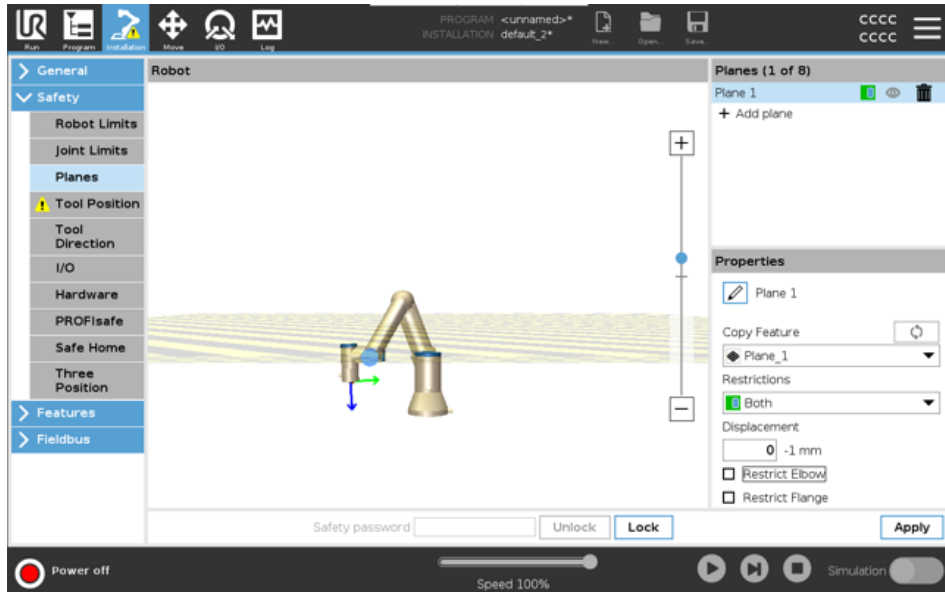 PROGRAM <unnamed>*
INSTALLATION default_2*
UR
Run
Program
Installation
Move
I/O
Log
New...
Open...
Save...
CCCC
CCCC
General
Safety
Robot Limits
Joint Limits
Planes
Tool Position
Tool
Direction
I/O
Hardware
PROFIsafe
Safe Home
Three
Position
Features
Fieldbus
Robot
Planes (1 of 8)
Plane 1
+ Add plane
Properties
Plane 1
Copy Feature
Plane_1
Restrictions
Both
Displacement
0 -1 mm
Restrict Elbow
Restrict Flange
Safety password
Unlock
Lock
Apply
Power off
Speed 100%
Simulation